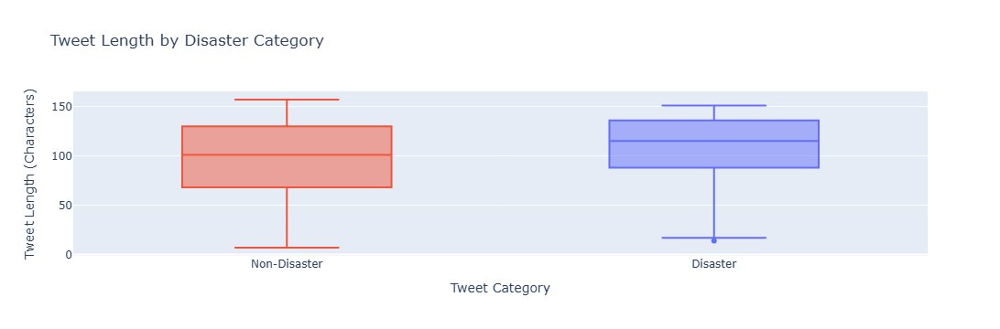 Tweet Length by Disaster Category
Tweet Length (Characters)
150
100
50
0
Non-Disaster
Disaster
Tweet Category